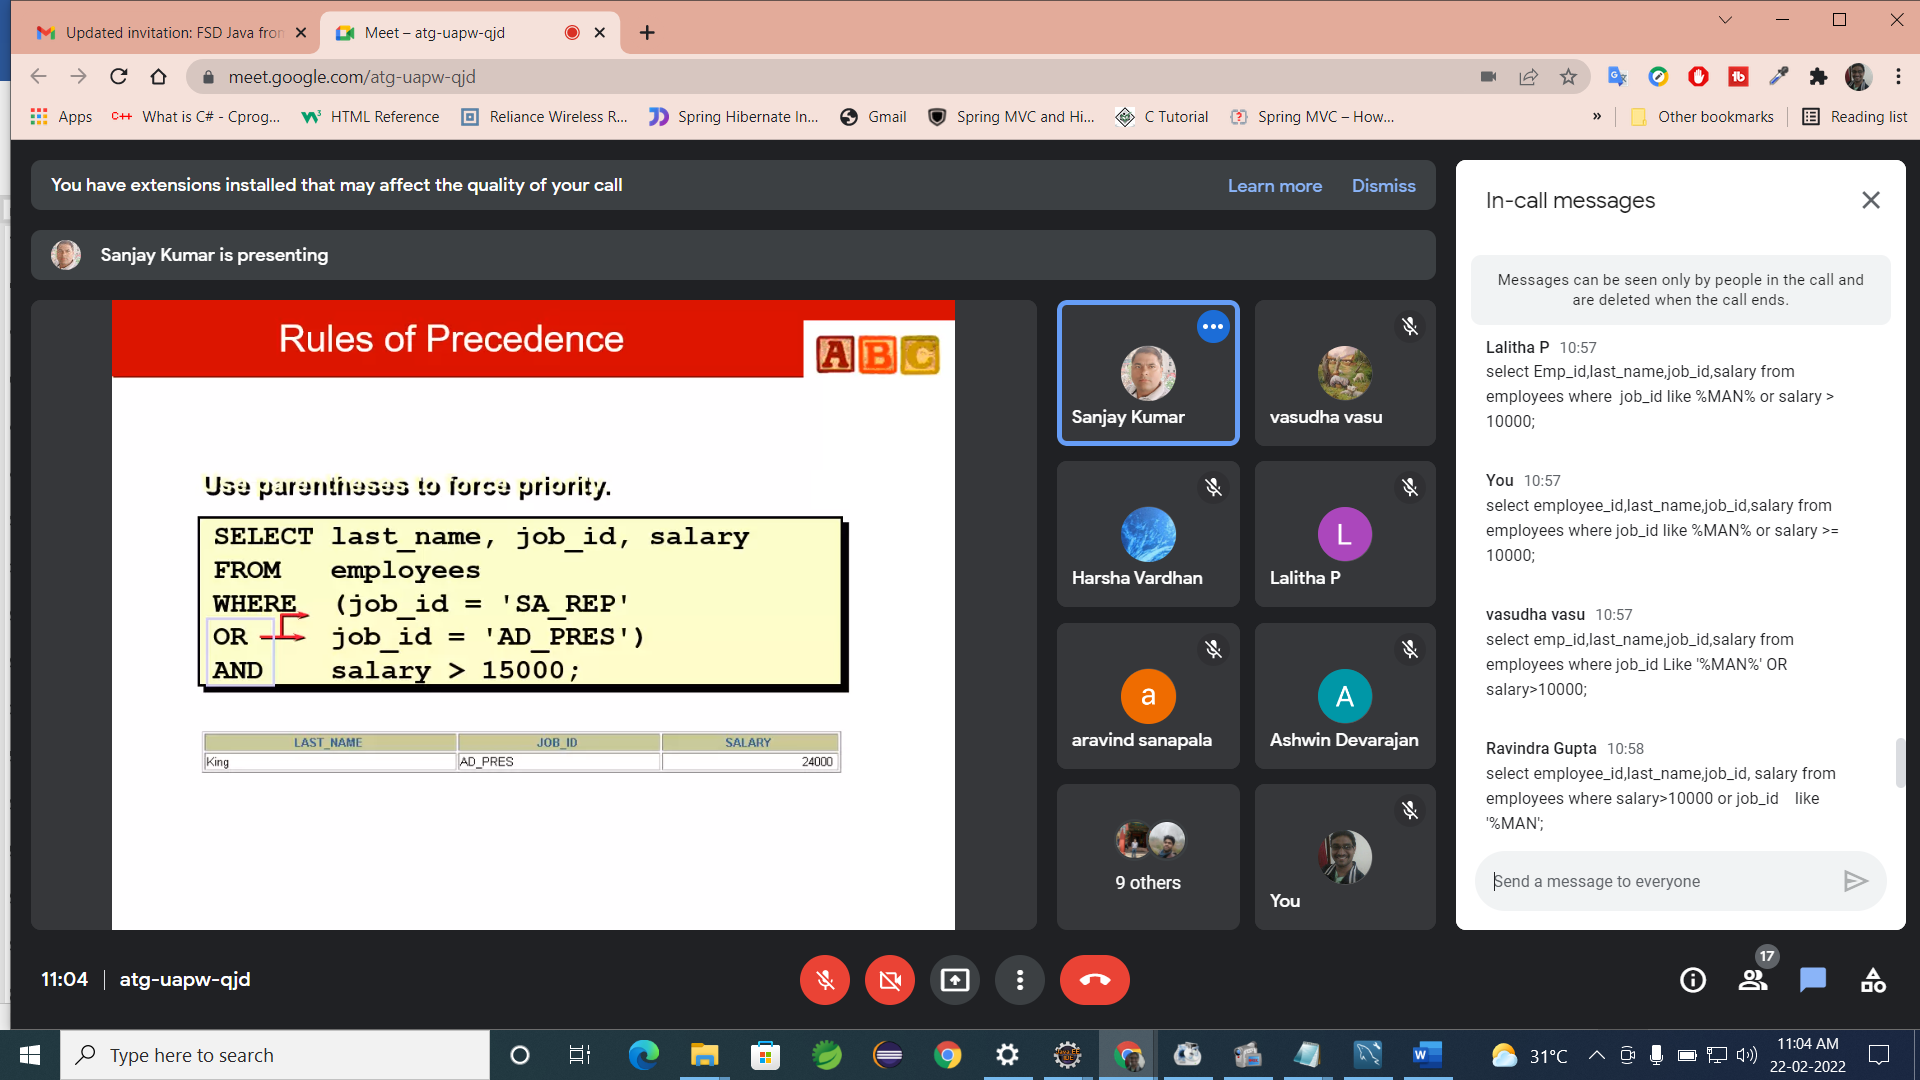 Updated invitation: FSD Java fron
Meet – atg-uapw-qjd
meet.google.com/atg-uapw-qjd
Apps
What is C# - Cprog...
HTML Reference
Reliance Wireless R...
Spring Hibernate In...
Gmail
Spring MVC and Hi...
C Tutorial
Spring MVC – How...
»
Other bookmarks
Reading list
You have extensions installed that may affect the quality of your call
Learn more
Dismiss
Sanjay Kumar is presenting
Rules of Precedence
A B C
Use parentheses to force priority.
SELECT last_name, job_id, salary
FROM employees
WHERE (job_id = 'SA_REP'
OR job_id = 'AD_PRES')
AND salary > 15000;
LAST_NAME JOB_ID SALARY
King AD_PRES 24000
Sanjay Kumar
vasudha vasu
Harsha Vardhan
L
Lalitha P
a
aravind sanapala
A
Ashwin Devarajan
9 others
You
In-call messages
Messages can be seen only by people in the call and
are deleted when the call ends.
Lalitha P 10:57
select Emp_id,last_name,job_id,salary from
employees where job_id like %MAN% or salary >
10000;
You 10:57
select employee_id,last_name,job_id,salary from
employees where job_id like %MAN% or salary >=
10000;
vasudha vasu 10:57
select emp_id,last_name,job_id,salary from
employees where job_id Like '%MAN%' OR
salary>10000;
Ravindra Gupta 10:58
select employee_id,last_name,job_id, salary from
employees where salary>10000 or job_id like
'%MAN';
Send a message to everyone
11:04 | atg-uapw-qjd
17
Type here to search
31°C
11:04 AM
22-02-2022